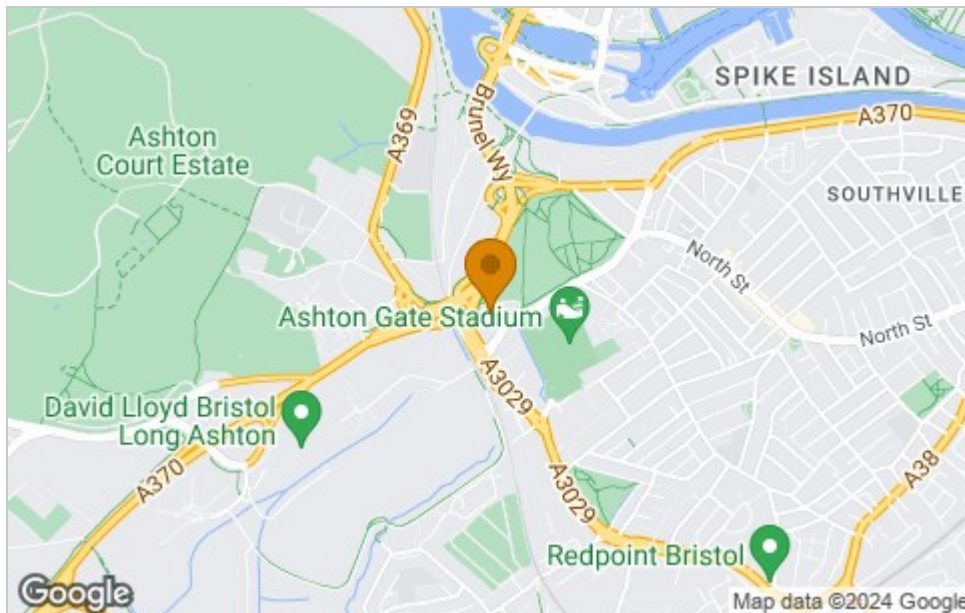 SPIKE ISLAND
A370
Brunel Wy
A369
Ashton
Court Estate
SOUTHVILLE
North St
Ashton Gate Stadium
North St
A3029
David Lloyd Bristol
Long Ashton
A38
A370
A3029
Redpoint Bristol
Google
Map data ©2024 Google